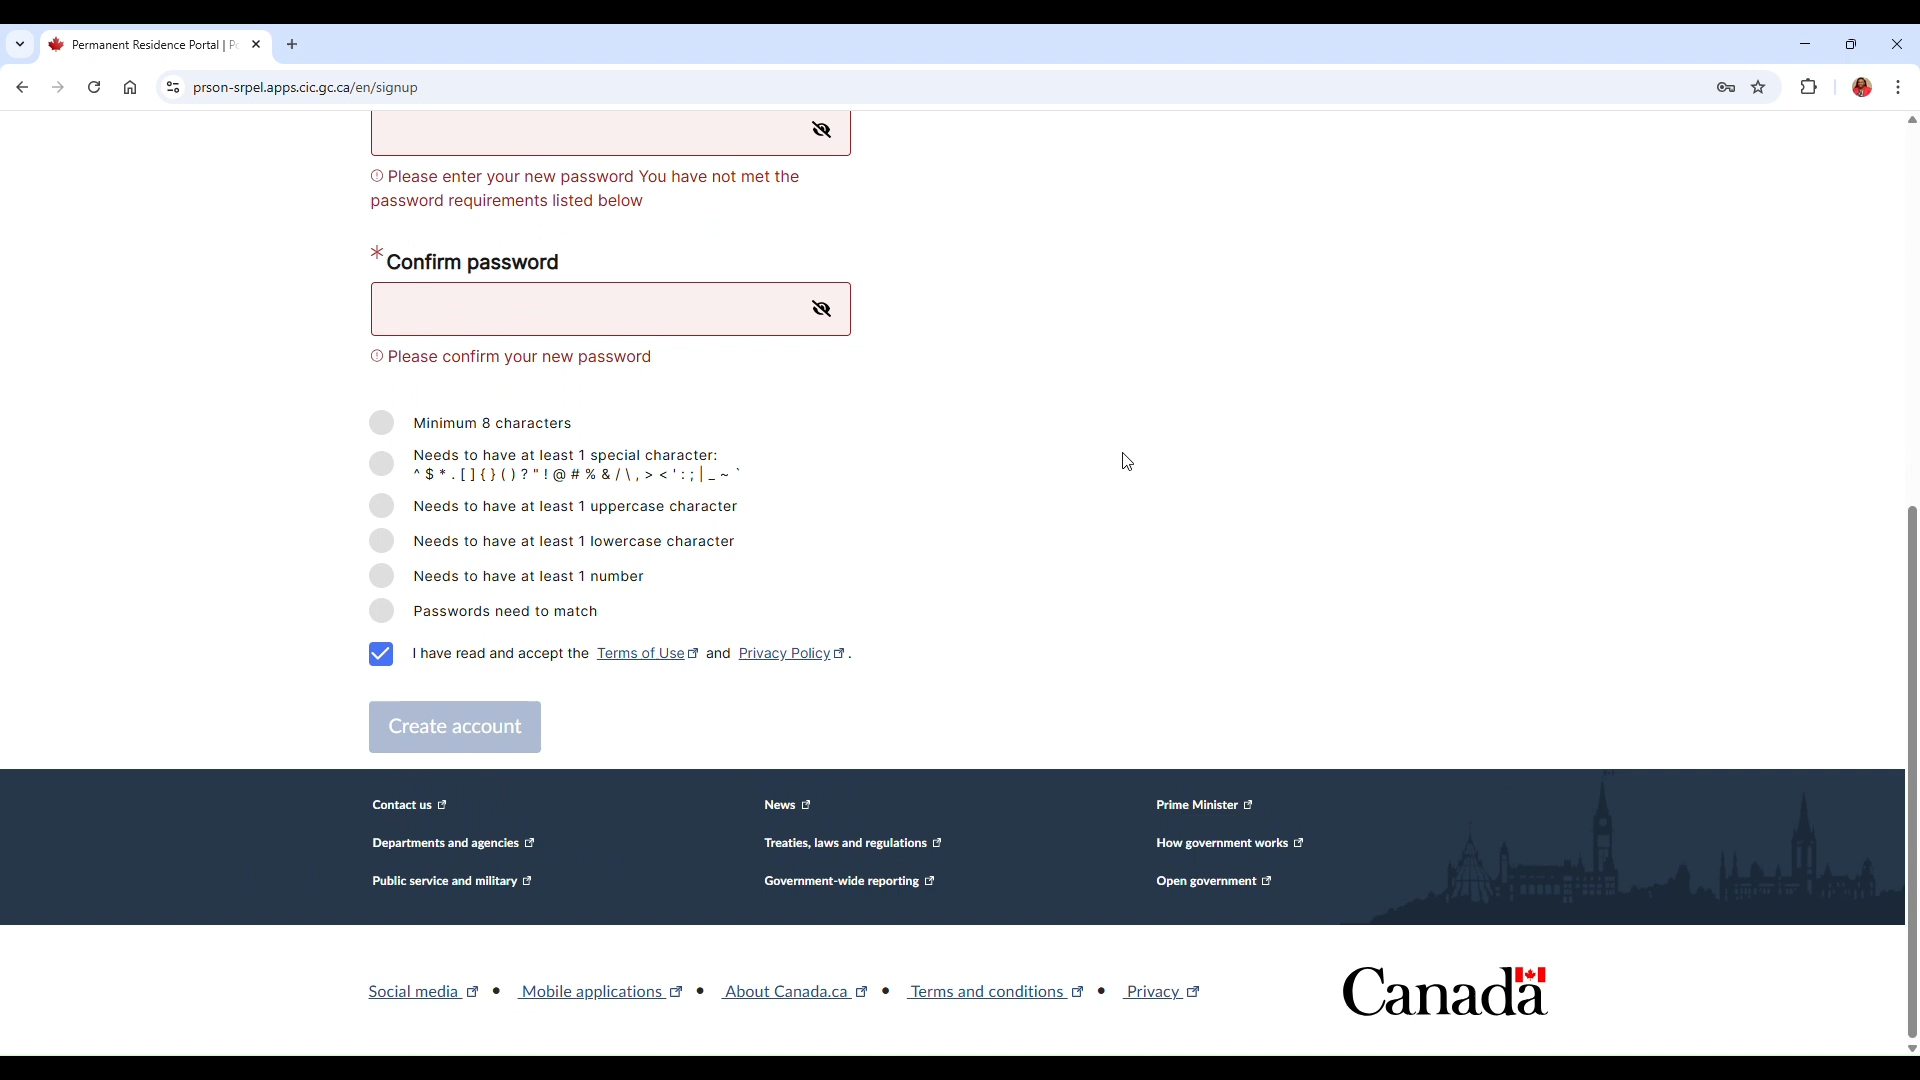 Permanent Residence Portal | P
prson-srpel.apps.cic.gc.ca/en/signup
Please enter your new password You have not met the
password requirements listed below
* Confirm password
Please confirm your new password
Minimum 8 characters
Needs to have at least 1 special character:
^ $ * . [ ] { } ( ) ? " ! @ # % & / \ , > < ' : ; | _ ~ `
Needs to have at least 1 uppercase character
Needs to have at least 1 lowercase character
Needs to have at least 1 number
Passwords need to match
I have read and accept the Terms of Use and Privacy Policy .
Create account
Contact us
News
Prime Minister
Departments and agencies
Treaties, laws and regulations
How government works
Public service and military
Government-wide reporting
Open government
Social media • Mobile applications • About Canada.ca • Terms and conditions • Privacy
Canada